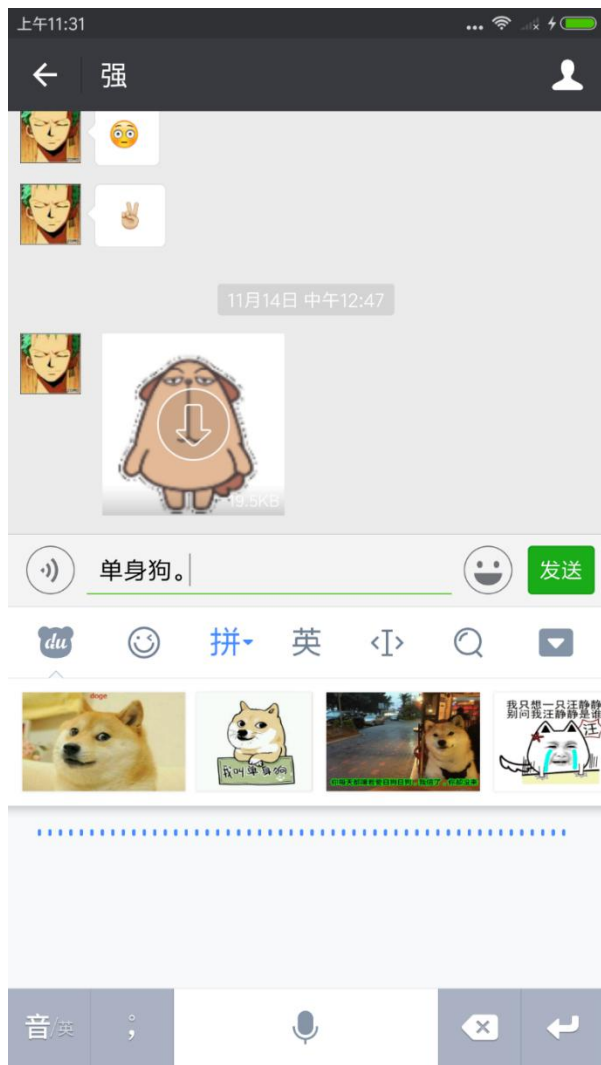 上午11:31
强
11月14日 中午12:47
19.5KB
单身狗。
发送
du
拼
英
doge
我叫单身狗
我只想一只汪静静
别问我汪静静是谁
汪
音/英
；